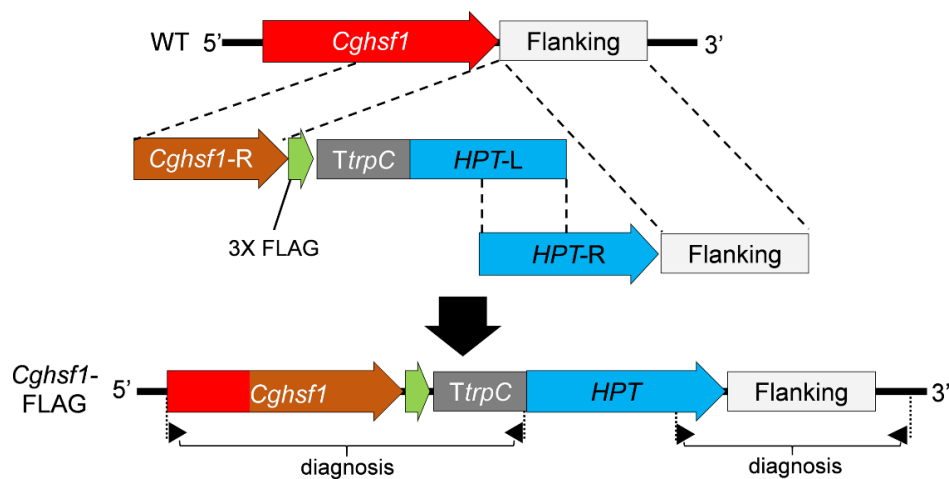 WT 5’ Cghsf1 Flanking 3’
Cghsf1-R TtrpC HPT-L
3X FLAG HPT-R Flanking
Cghsf1-
FLAG 5’ Cghsf1 TtrpC HPT Flanking 3’
diagnosis diagnosis